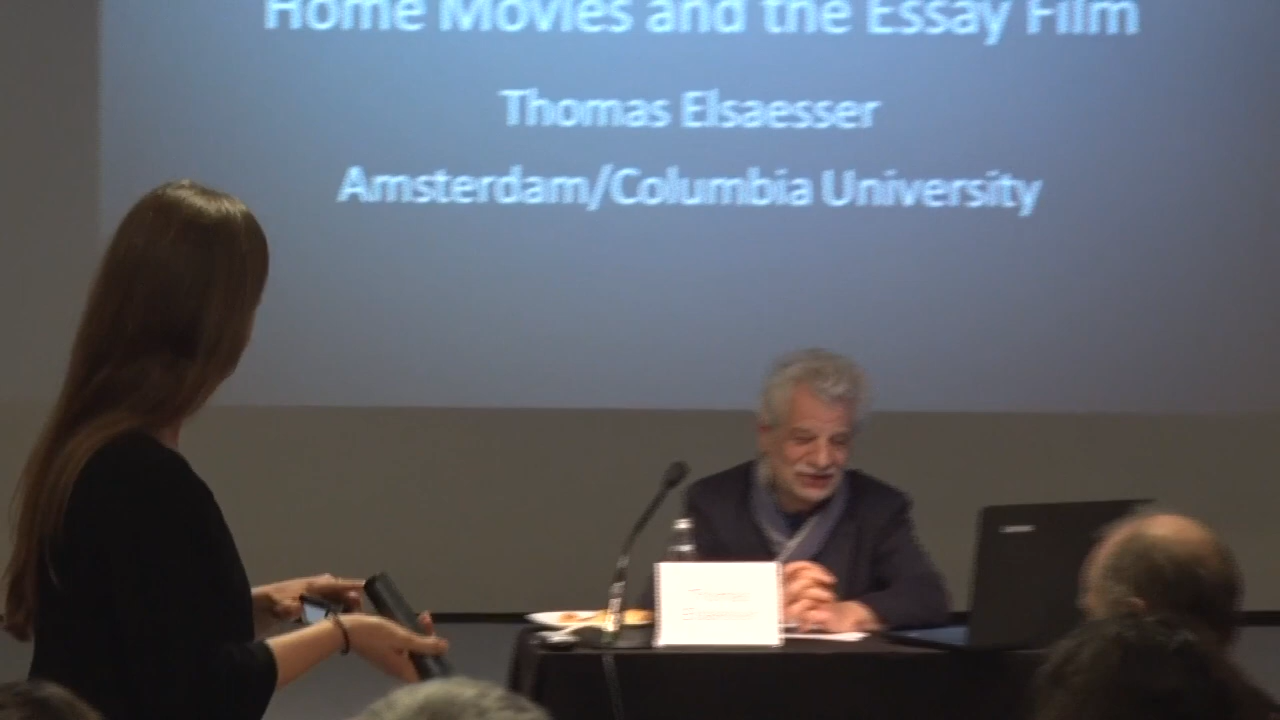 Home Movies and the Essay Film
Thomas Elsaesser
Amsterdam/Columbia University